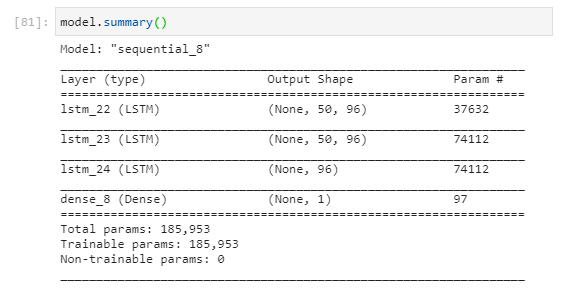 [81]: model.summary()
Model: "sequential_8"
Layer (type) Output Shape Param #
lstm_22 (LSTM) (None, 50, 96) 37632
lstm_23 (LSTM) (None, 50, 96) 74112
lstm_24 (LSTM) (None, 96) 74112
dense_8 (Dense) (None, 1) 97
Total params: 185,953
Trainable params: 185,953
Non-trainable params: 0